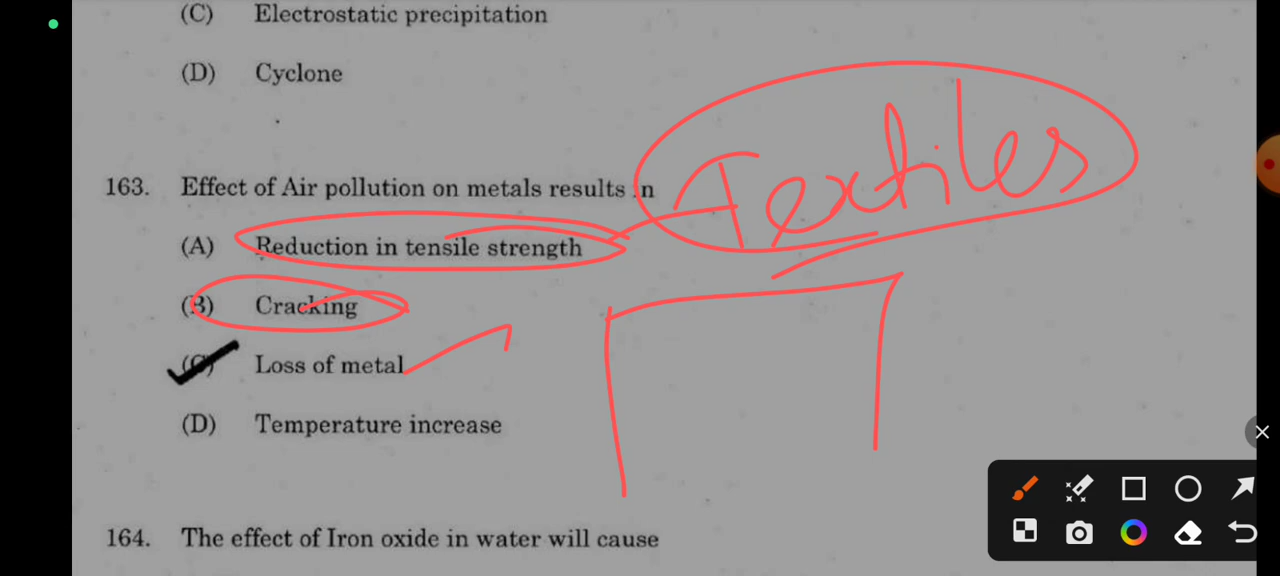 (C) Electrostatic precipitation
(D) Cyclone
163. Effect of Air pollution on metals results in
Textiles
(A) Reduction in tensile strength
(B) Cracking
(C) Loss of metal
(D) Temperature increase
164. The effect of Iron oxide in water will cause